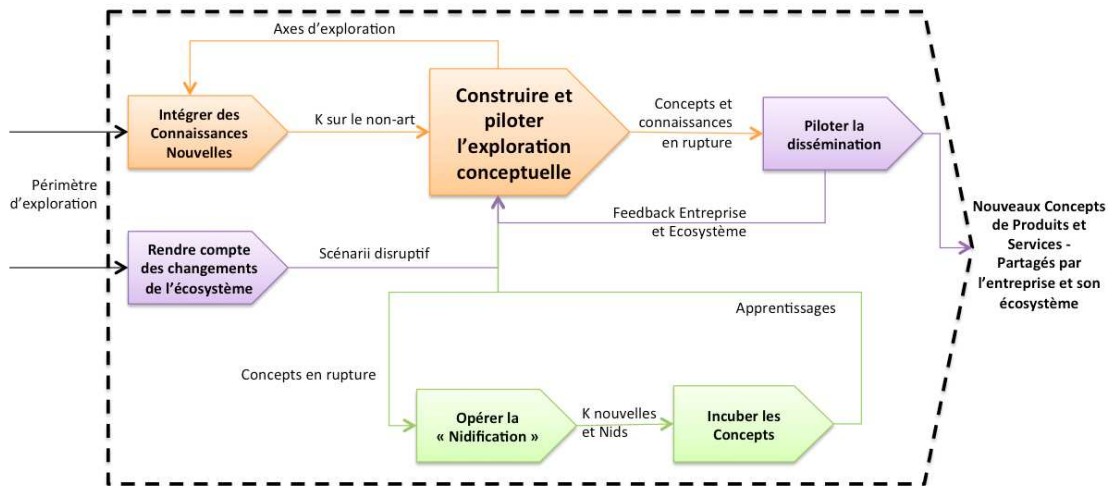 Axes d’exploration
Intégrer des
Connaissances
Nouvelles
K sur le non-art
Construire et
piloter
l’exploration
conceptuelle
Concepts et
connaissances
en rupture
Piloter la
dissémination
Périmètre
d’exploration
Feedback Entreprise
et Ecosystème
Nouveaux Concepts
de Produits et
Services -
Partagés par
l’entreprise et son
écosystème
Rendre compte
des changements
de l’écosystème
Scénarii disruptif
Apprentissages
Concepts en rupture
Opérer la
« Nidification »
K nouvelles
et Nids
Incuber les
Concepts